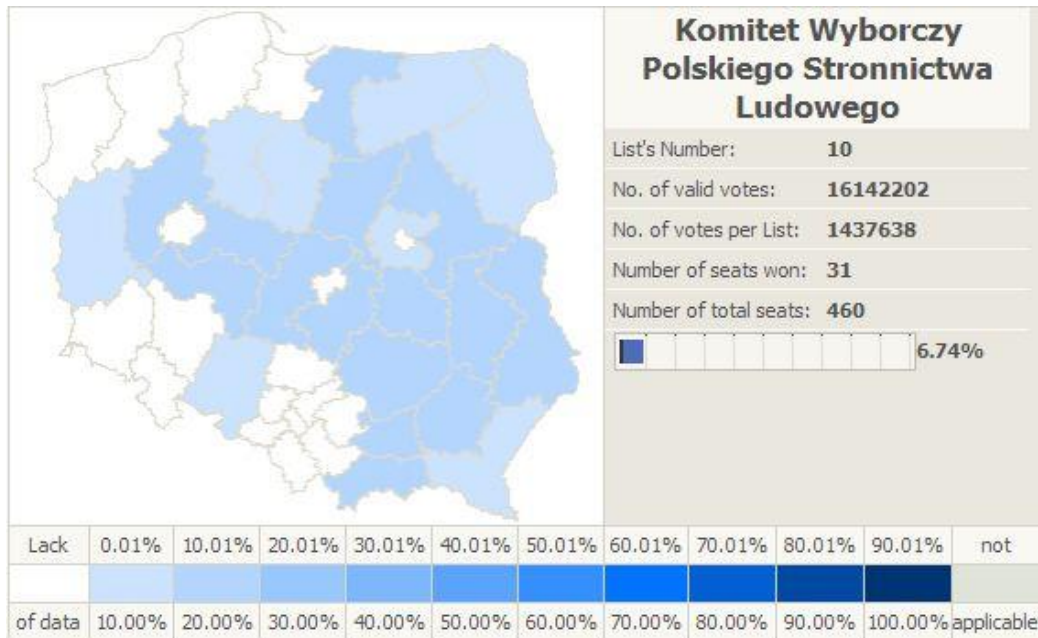 Komitet Wyborczy
Polskiego Stronnictwa
Ludowego
List's Number: 10
No. of valid votes: 16142202
No. of votes per List: 1437638
Number of seats won: 31
Number of total seats: 460
6.74%
Lack 0.01% 10.01% 20.01% 30.01% 40.01% 50.01% 60.01% 70.01% 80.01% 90.01% not
of data 10.00% 20.00% 30.00% 40.00% 50.00% 60.00% 70.00% 80.00% 90.00% 100.00% applicable